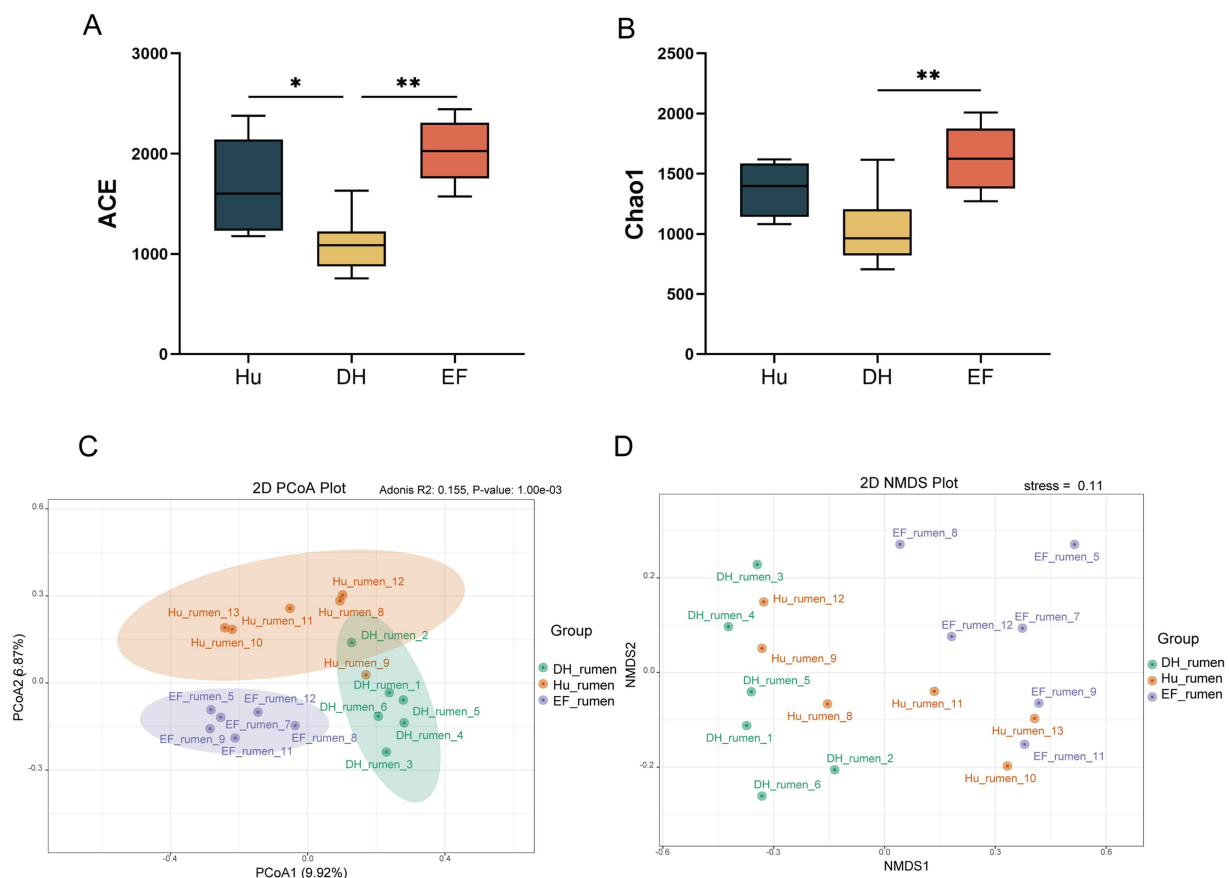 A
3000
2000
1000
0
ACE
*
**
Hu
DH
EF
B
2500
2000
1500
1000
500
0
Chao1
**
Hu
DH
EF
C
2D PCoA Plot
Adonis R2: 0.155, P-value: 1.00e-03
0.6
0.3
0.0
-0.3
PCoA2 (6.87%)
Hu_rumen_12
Hu_rumen_13
Hu_rumen_8
Hu_rumen_11
Hu_rumen_10
DH_rumen_2
Hu_rumen_9
DH_rumen_1
EF_rumen_5
EF_rumen_12
DH_rumen_6
DH_rumen_5
EF_rumen_7
EF_rumen_9
EF_rumen_8
DH_rumen_4
EF_rumen_11
DH_rumen_3
-0.4
0.0
0.4
PCoA1 (9.92%)
Group
DH_rumen
Hu_rumen
EF_rumen
D
2D NMDS Plot
stress = 0.11
0.2
0.0
-0.2
NMDS2
EF_rumen_8
EF_rumen_5
DH_rumen_3
Hu_rumen_12
DH_rumen_4
EF_rumen_7
EF_rumen_12
Hu_rumen_9
DH_rumen_5
EF_rumen_9
Hu_rumen_11
Hu_rumen_8
Hu_rumen_13
DH_rumen_1
EF_rumen_11
DH_rumen_2
Hu_rumen_10
DH_rumen_6
-0.6
-0.3
0.0
0.3
0.6
NMDS1
Group
DH_rumen
Hu_rumen
EF_rumen